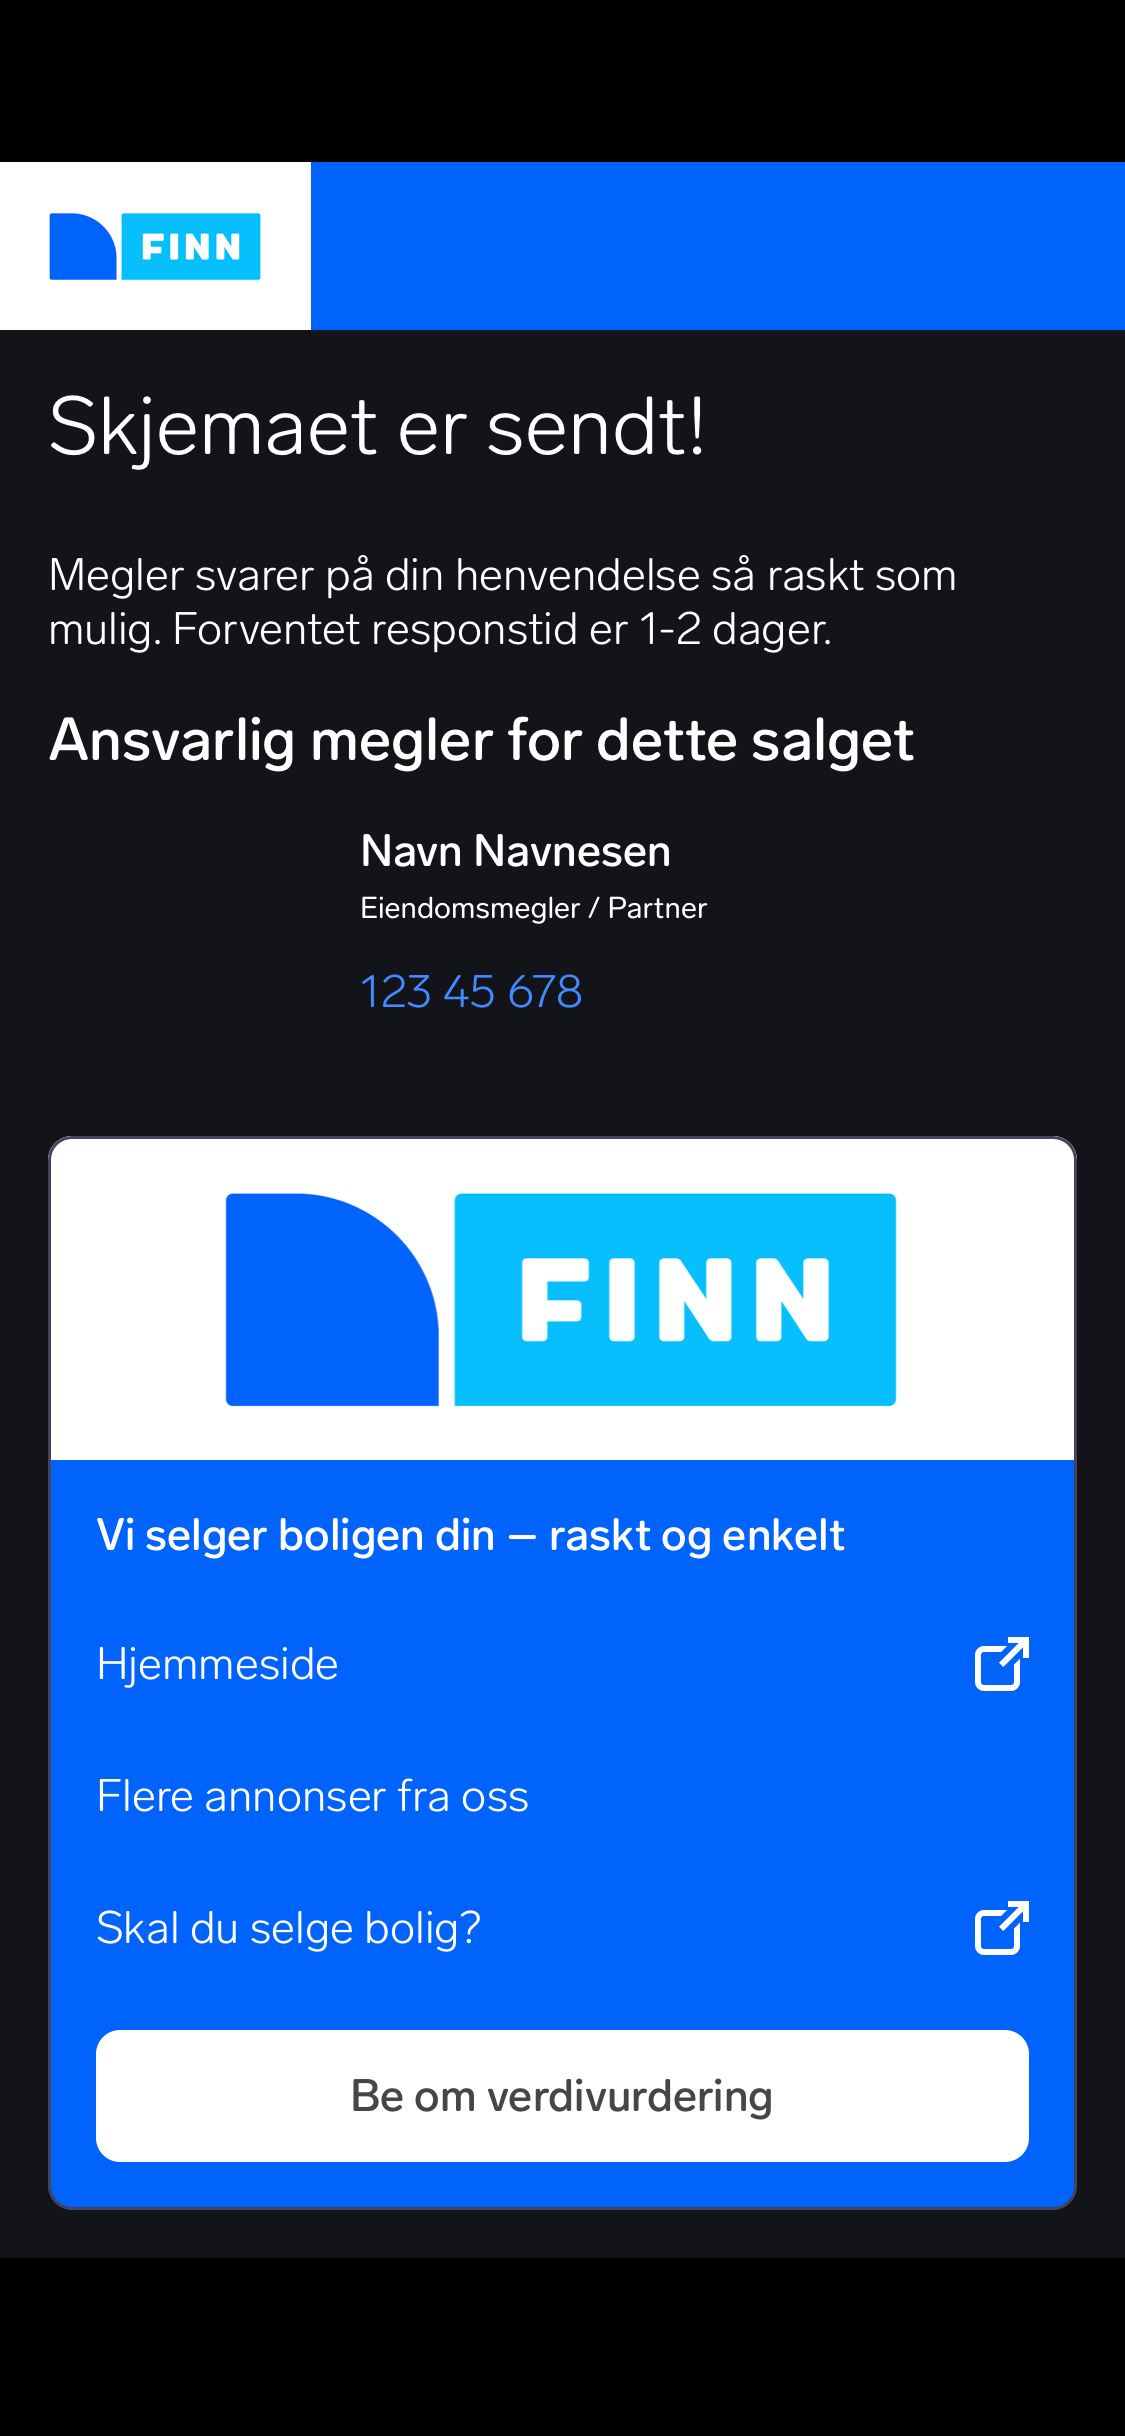 FINN
Skjemaet er sendt!
Megler svarer på din henvendelse så raskt som
mulig. Forventet responstid er 1-2 dager.
Ansvarlig megler for dette salget
Navn Navnesen
Eiendomsmegler / Partner
123 45 678
FINN
Vi selger boligen din – raskt og enkelt
Hjemmeside
Flere annonser fra oss
Skal du selge bolig?
Be om verdivurdering